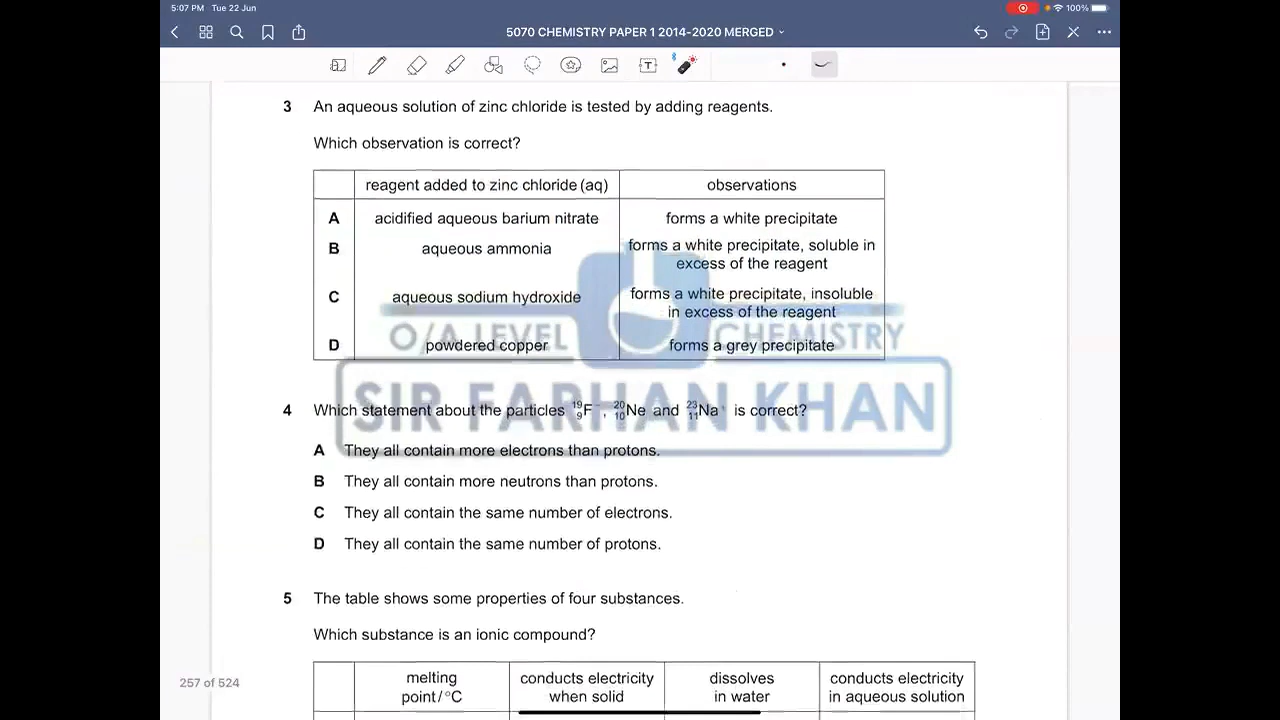 5:07 PM Tue 22 Jun
100%
5070 CHEMISTRY PAPER 1 2014-2020 MERGED
3 An aqueous solution of zinc chloride is tested by adding reagents.
Which observation is correct?
reagent added to zinc chloride (aq) observations
A acidified aqueous barium nitrate forms a white precipitate
B aqueous ammonia forms a white precipitate, soluble in
excess of the reagent
C aqueous sodium hydroxide forms a white precipitate, insoluble
in excess of the reagent
O/A LEVEL CHEMISTRY
D powdered copper forms a grey precipitate
SIR FARHAN KHAN
4 Which statement about the particles ¹⁹₉F⁻, ²⁰₁₀Ne and ²³₁₁Na⁺ is correct?
A They all contain more electrons than protons.
B They all contain more neutrons than protons.
C They all contain the same number of electrons.
D They all contain the same number of protons.
5 The table shows some properties of four substances.
Which substance is an ionic compound?
melting
point / °C conducts electricity
when solid dissolves
in water conducts electricity
in aqueous solution
257 of 524